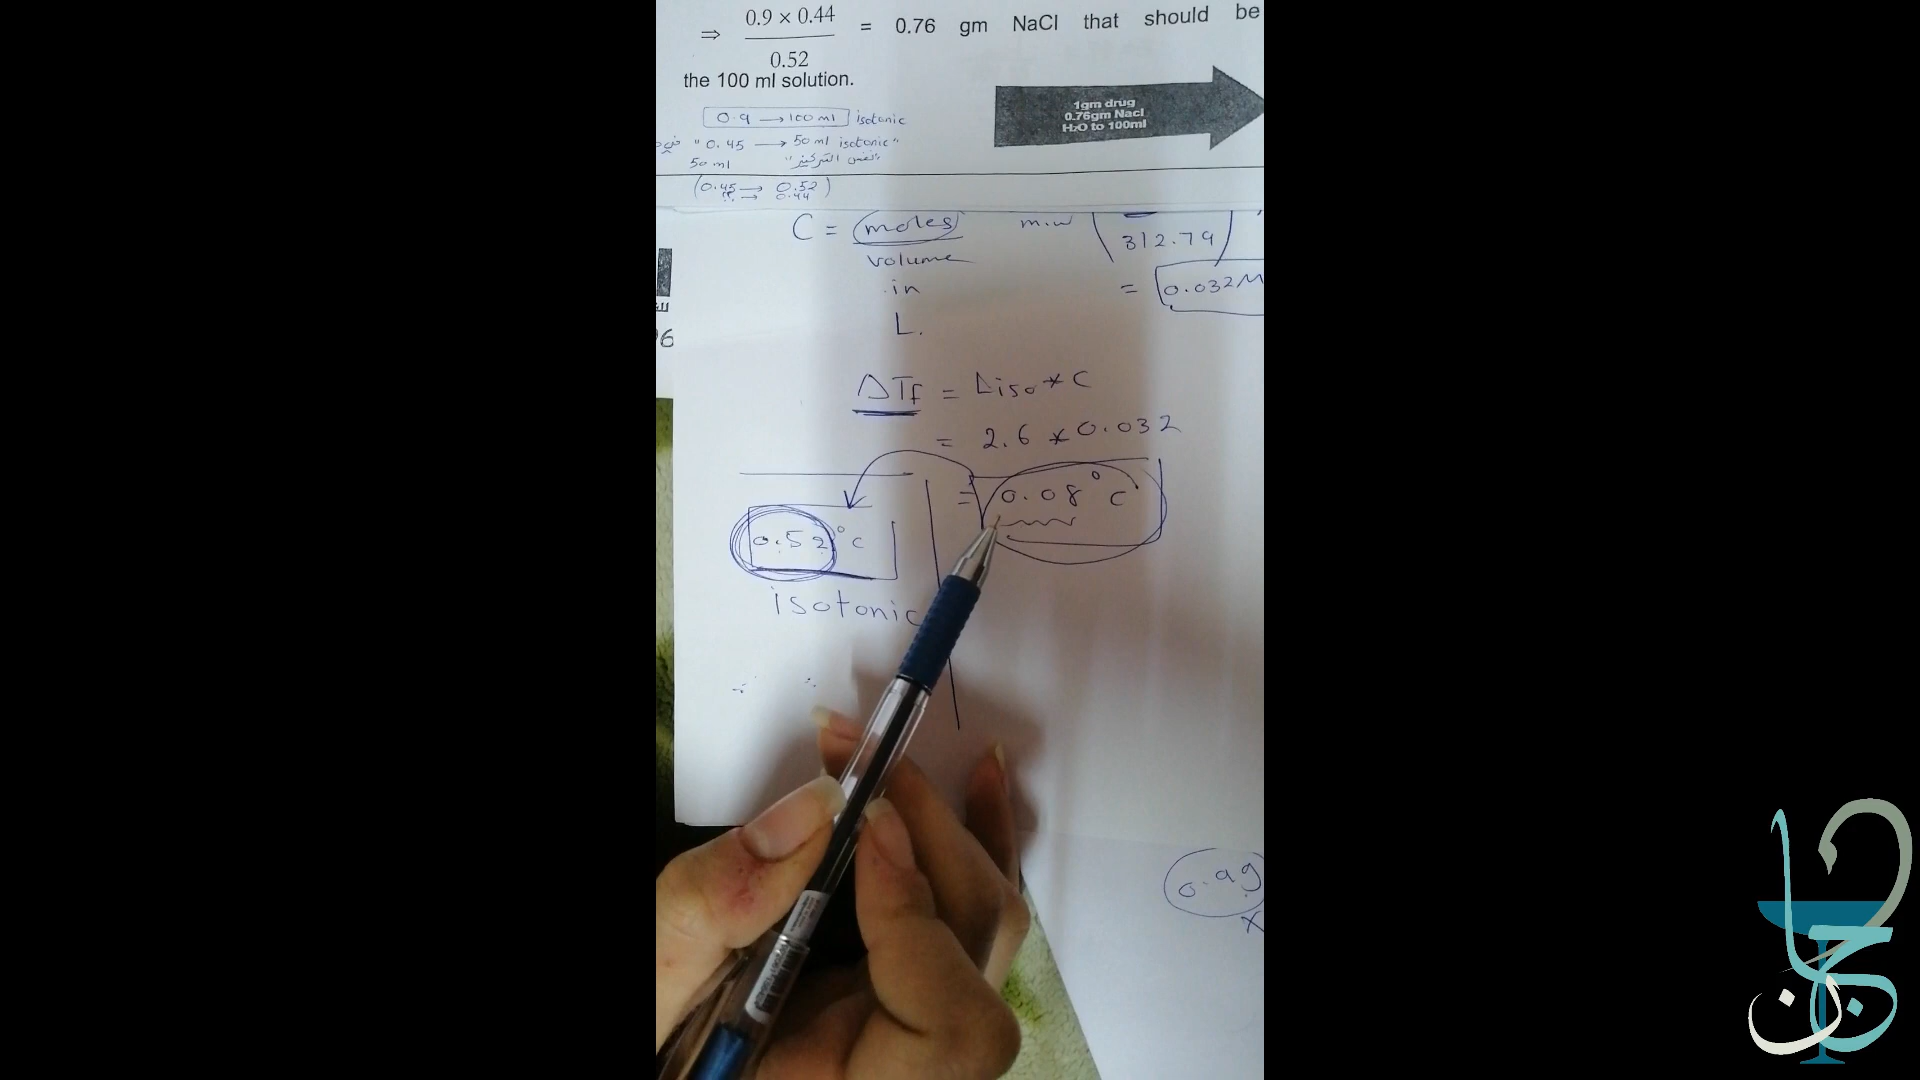 ⇒ 0.9 × 0.44 / 0.52 = 0.76 gm NaCl that should be
the 100 ml solution.
1gm drug
0.76gm Nacl
H₂O to 100ml
0.9 → 100 ml isotonic
"0.45 → 50 ml isotonic"
50 ml "نفس التركيز"
(0.45 → 0.52)
?? → 0.44
C = moles
volume
in
L.
m.w
312.79
= 0.032M
ΔTf = Liso * C
= 2.6 * 0.032
= 0.08°C
0.52°C
isotonic
0.9g
X